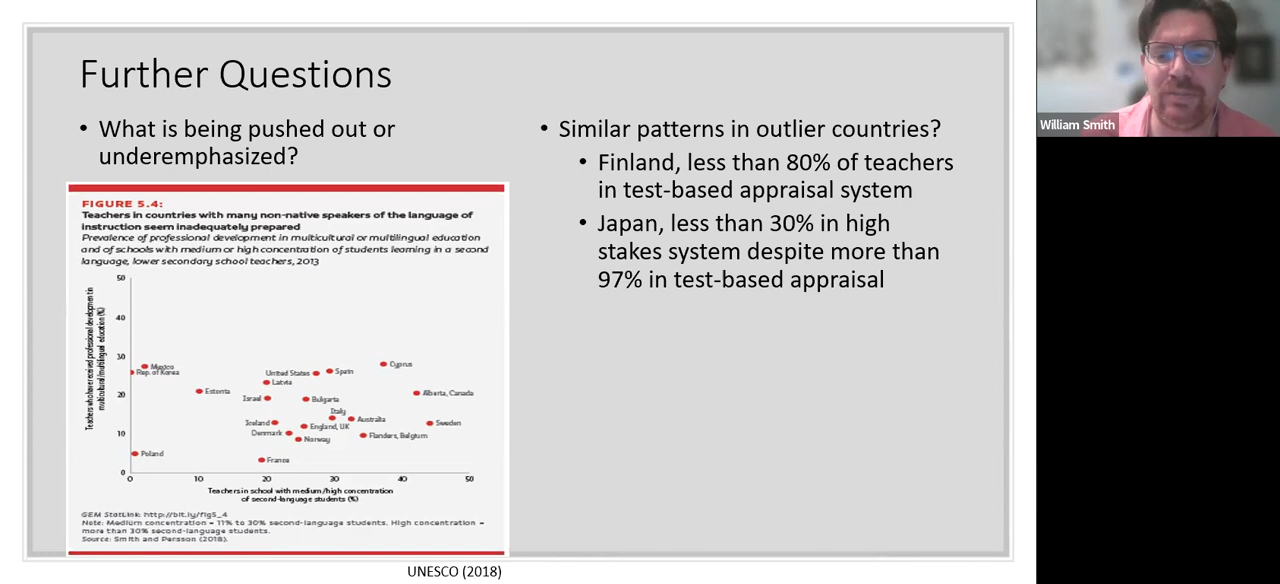 Further Questions
• What is being pushed out or
underemphasized?
FIGURE 5.4:
Teachers in countries with many non-native speakers of the language of
instruction seem inadequately prepared
Prevalence of professional development in multicultural or multilingual education
and of schools with medium or high concentration of students learning in a second
language, lower secondary school teachers, 2013
Teachers who have received professional development in
multicultural/multilingual education (%)
50
40
30
20
10
0
Mexico
Rep. of Korea
Estonia
Poland
United States
Spain
Cyprus
Latvia
Israel
Bulgaria
Alberta, Canada
Italy
Iceland
Australia
England, UK
Sweden
Denmark
Norway
Flanders, Belgium
France
0 10 20 30 40 50
Teachers in school with medium/high concentration
of second-language students (%)
GEM StatLink: http://bit.ly/fig5_4
Note: Medium concentration = 11% to 30% second-language students. High concentration =
more than 30% second-language students.
Source: Smith and Persson (2018).
UNESCO (2018)
• Similar patterns in outlier countries?
• Finland, less than 80% of teachers
in test-based appraisal system
• Japan, less than 30% in high
stakes system despite more than
97% in test-based appraisal
William Smith